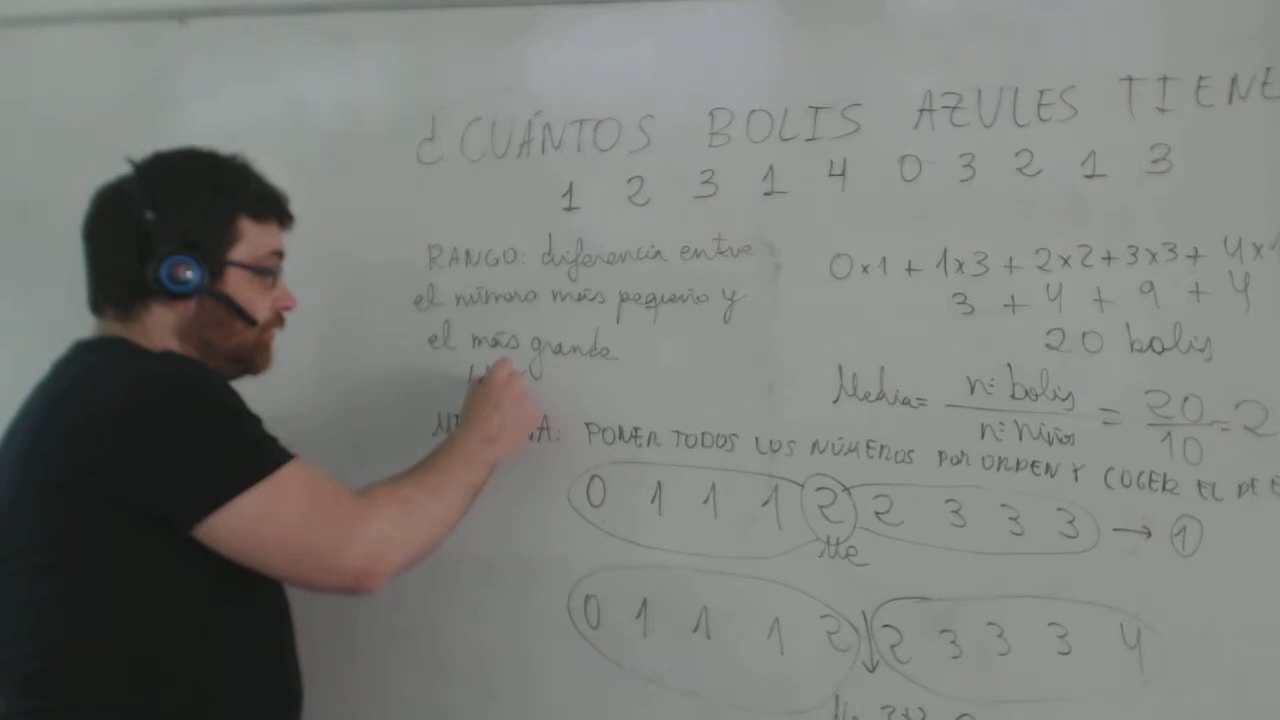 ¿CUÁNTOS BOLIS AZULES TIENE
1 2 3 1 4 0 3 2 1 3
RANGO: diferencia entre
el número más pequeño y
el más grande
0×1 + 1×3 + 2×2 + 3×3 + 4×
3 + 4 + 9 + 4
20 bolis
Media = nº bolis / nº niños = 20/10 = 2
A: PONER TODOS LOS NÚMEROS POR ORDEN Y COGER EL DE
0 1 1 1 2 2 3 3 3 → 1
Me
0 1 1 1 2 ↓ 2 3 3 3 4